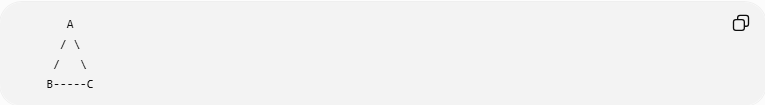 A
  / \
 /   \
B-----C